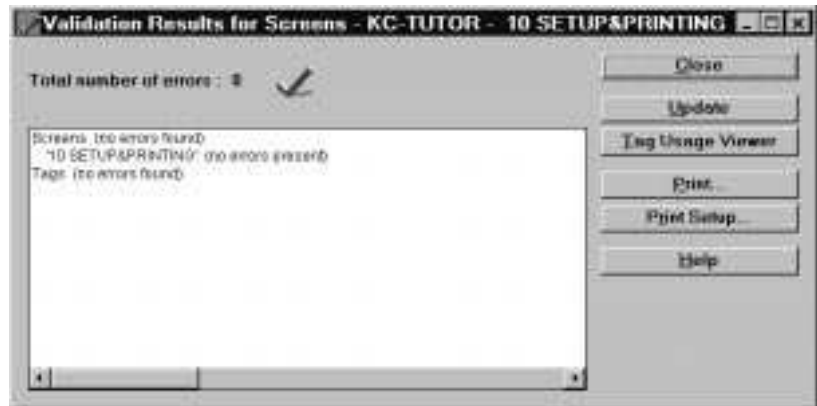 Validation Results for Screens - KC-TUTOR - 10 SETUP&PRINTING
Total number of errors : 0
Screens (no errors found)
"10 SETUP&PRINTING" (no errors present)
Tags (no errors found)
Close
Update
Tag Usage Viewer
Print...
Print Setup...
Help